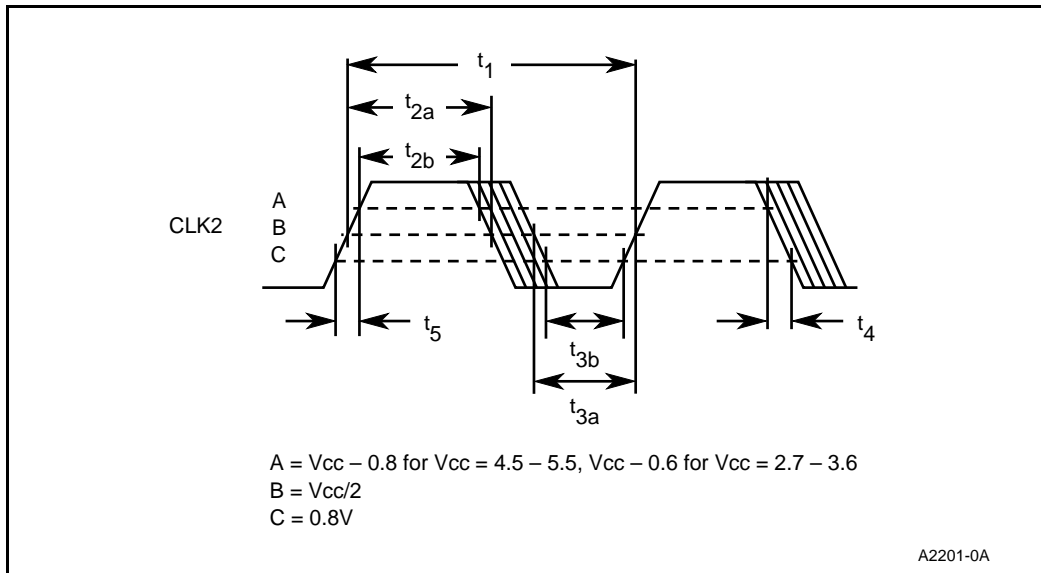 t1
t2a
t2b
A
CLK2
B
C
t5
t4
t3b
t3a
A = Vcc – 0.8 for Vcc = 4.5 – 5.5, Vcc – 0.6 for Vcc = 2.7 – 3.6
B = Vcc/2
C = 0.8V
A2201-0A